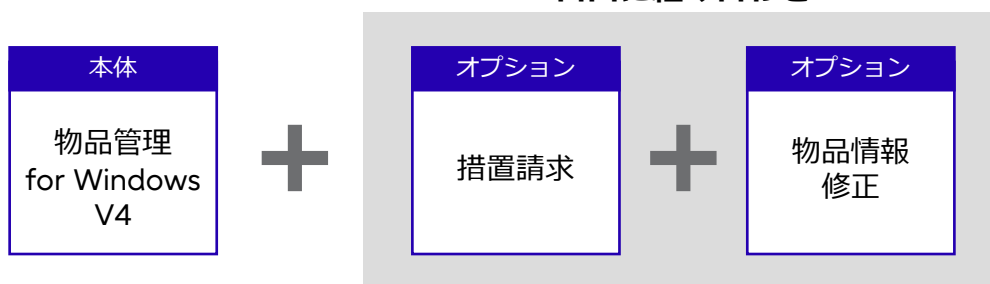 本体
物品管理
for Windows
V4
オプション
措置請求
オプション
物品情報
修正